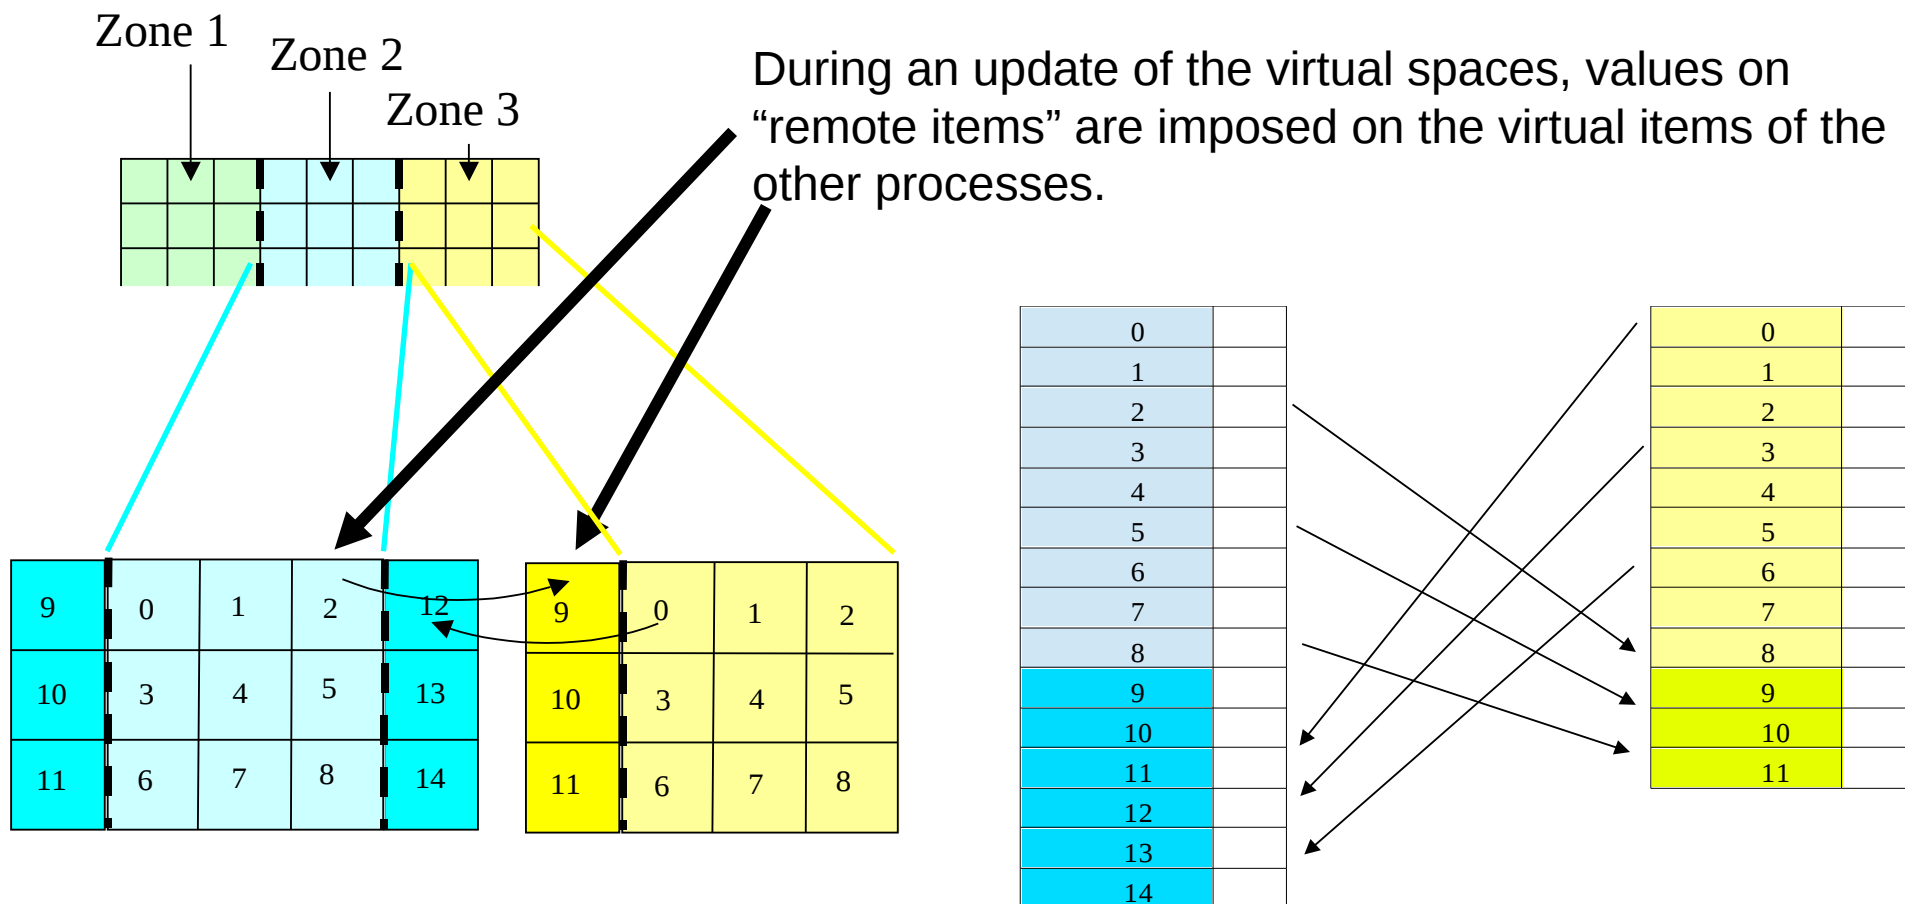 Zone 1
Zone 2
Zone 3
During an update of the virtual spaces, values on
“remote items” are imposed on the virtual items of the
other processes.
9 0 1 2 12
10 3 4 5 13
11 6 7 8 14
9 0 1 2
10 3 4 5
11 6 7 8
0
1
2
3
4
5
6
7
8
9
10
11
12
13
14
0
1
2
3
4
5
6
7
8
9
10
11